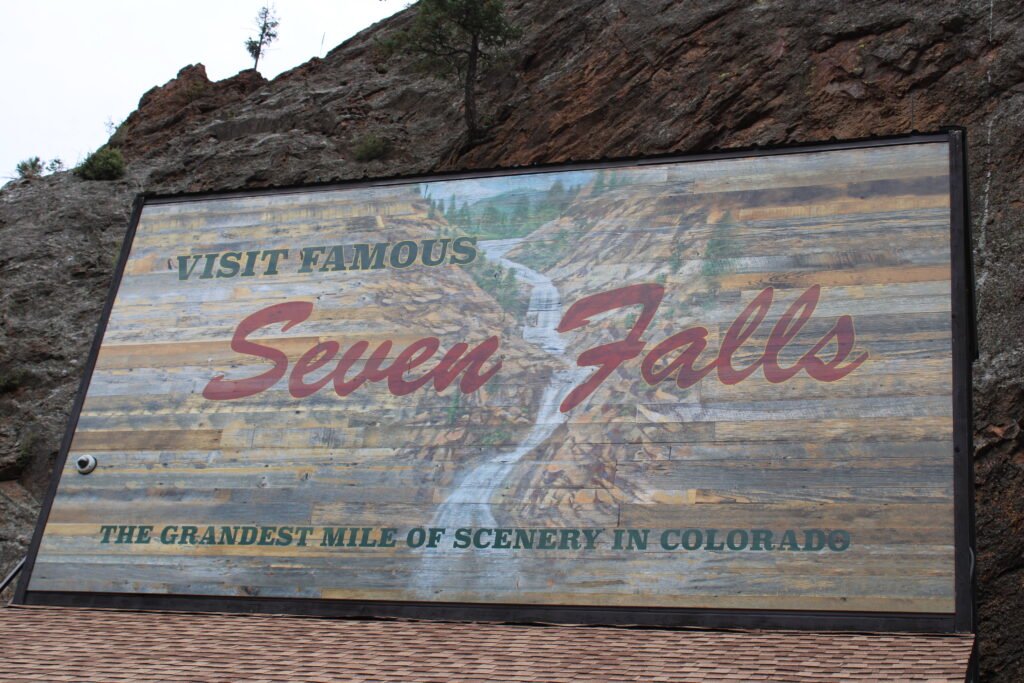 VISIT FAMOUS
Seven Falls
THE GRANDEST MILE OF SCENERY IN COLORADO